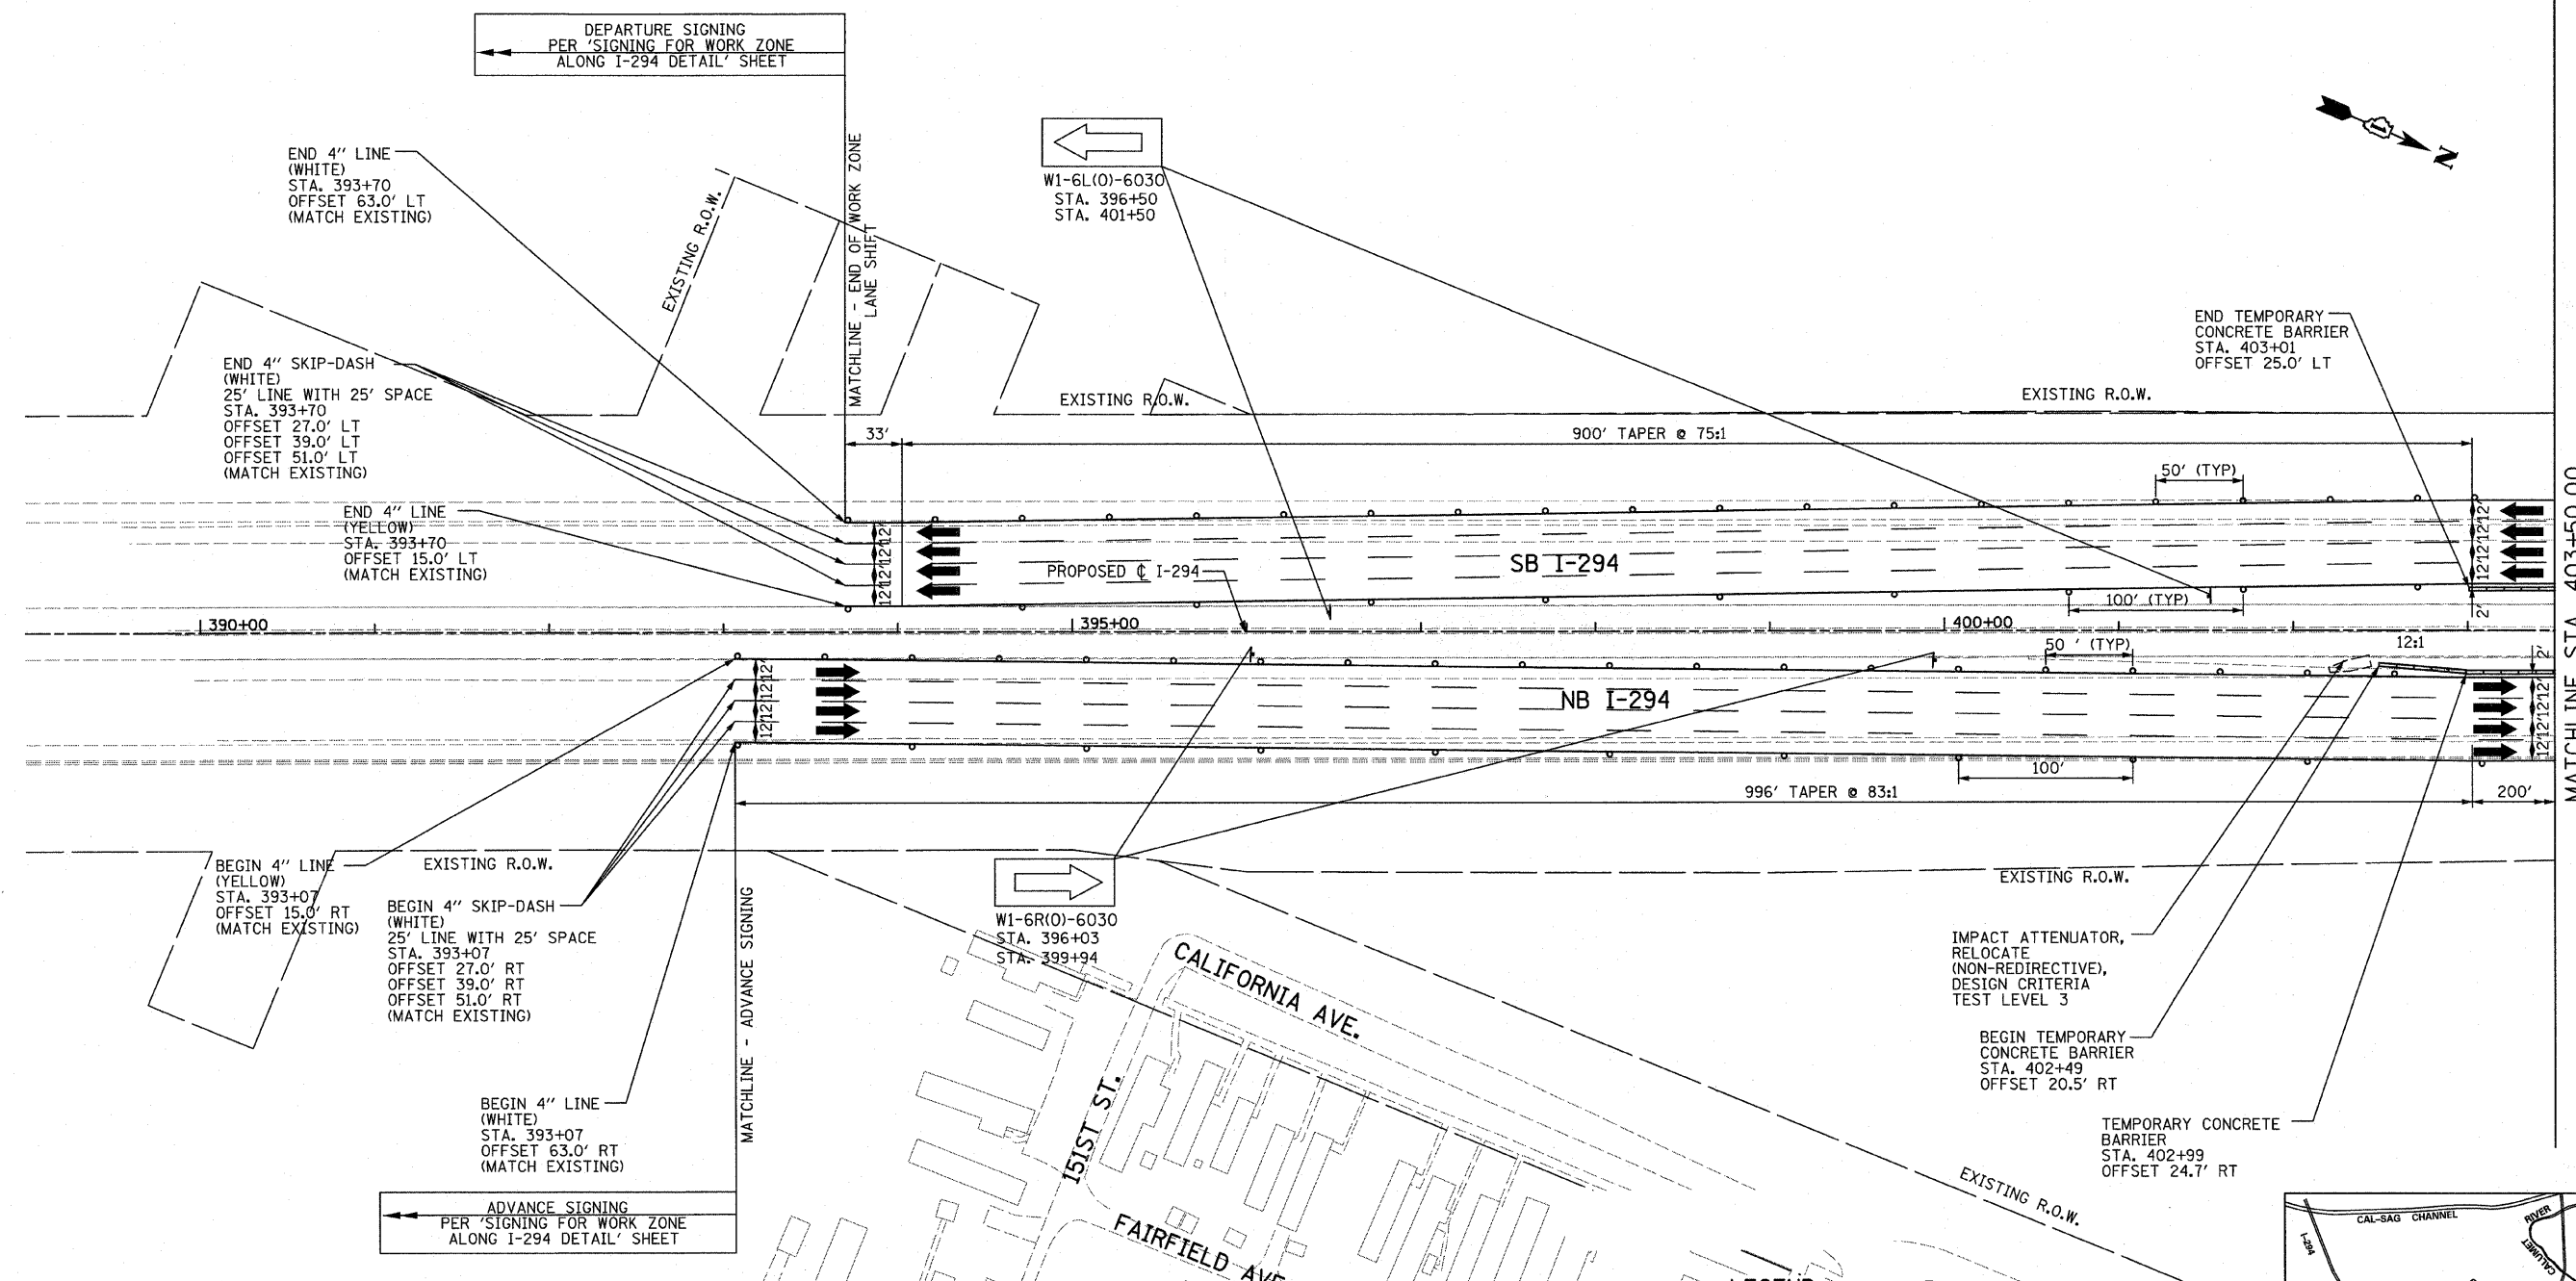 DEPARTURE SIGNING
PER 'SIGNING FOR WORK ZONE
ALONG I-294 DETAIL' SHEET
END 4" LINE
(WHITE)
STA. 393+70
OFFSET 63.0' LT
(MATCH EXISTING)
EXISTING R.O.W.
MATCHLINE - END OF WORK ZONE
LANE SHIFT
W1-6L(O)-6030
STA. 396+50
STA. 401+50
N
END TEMPORARY
CONCRETE BARRIER
STA. 403+01
OFFSET 25.0' LT
END 4" SKIP-DASH
(WHITE)
25' LINE WITH 25' SPACE
STA. 393+70
OFFSET 27.0' LT
OFFSET 39.0' LT
OFFSET 51.0' LT
(MATCH EXISTING)
EXISTING R.O.W.
EXISTING R.O.W.
33'
900' TAPER @ 75:1
50' (TYP)
END 4" LINE
(YELLOW)
STA. 393+70
OFFSET 15.0' LT
(MATCH EXISTING)
12'
12'
12'
12'
PROPOSED ℄ I-294
SB I-294
12'
12'
12'
12'
100' (TYP)
2'
MATCHLINE STA. 403+50.00
390+00
395+00
400+00
50 ' (TYP)
12:1
2'
12'
12'
12'
12'
NB I-294
12'
12'
12'
12'
100'
996' TAPER @ 83:1
200'
BEGIN 4" LINE
(YELLOW)
STA. 393+07
OFFSET 15.0' RT
(MATCH EXISTING)
EXISTING R.O.W.
BEGIN 4" SKIP-DASH
(WHITE)
25' LINE WITH 25' SPACE
STA. 393+07
OFFSET 27.0' RT
OFFSET 39.0' RT
OFFSET 51.0' RT
(MATCH EXISTING)
MATCHLINE - ADVANCE SIGNING
W1-6R(O)-6030
STA. 396+03
STA. 399+94
EXISTING R.O.W.
CALIFORNIA AVE.
IMPACT ATTENUATOR,
RELOCATE
(NON-REDIRECTIVE),
DESIGN CRITERIA
TEST LEVEL 3
BEGIN TEMPORARY
CONCRETE BARRIER
STA. 402+49
OFFSET 20.5' RT
BEGIN 4" LINE
(WHITE)
STA. 393+07
OFFSET 63.0' RT
(MATCH EXISTING)
151ST ST.
TEMPORARY CONCRETE
BARRIER
STA. 402+99
OFFSET 24.7' RT
EXISTING R.O.W.
ADVANCE SIGNING
PER 'SIGNING FOR WORK ZONE
ALONG I-294 DETAIL' SHEET
FAIRFIELD AVE
CAL-SAG CHANNEL
RIVER
CALUMET
I-294